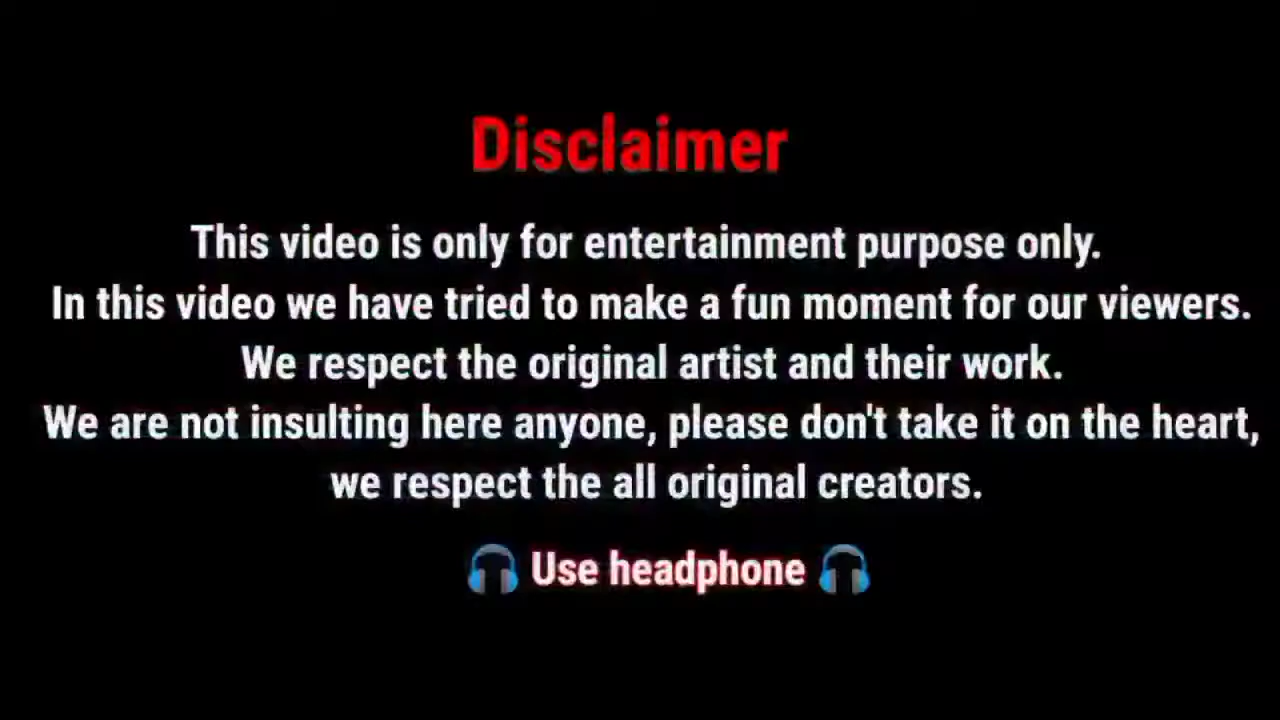 Disclaimer
This video is only for entertainment purpose only.
In this video we have tried to make a fun moment for our viewers.
We respect the original artist and their work.
We are not insulting here anyone, please don't take it on the heart,
we respect the all original creators.
🎧 Use headphone 🎧